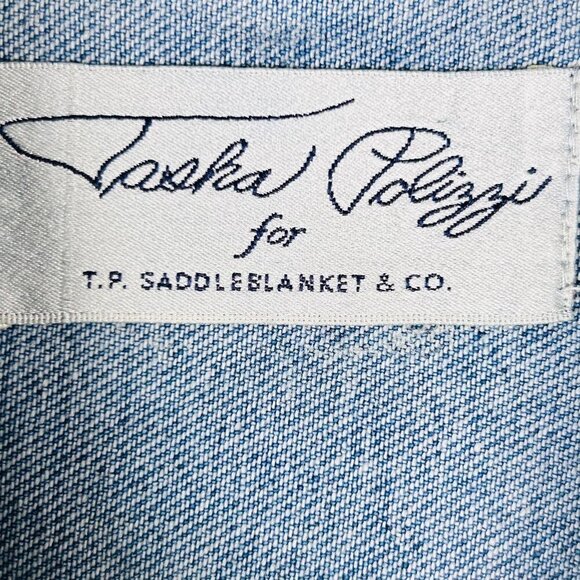 Tasha Polizzi
for
T.P. SADDLEBLANKET & CO.